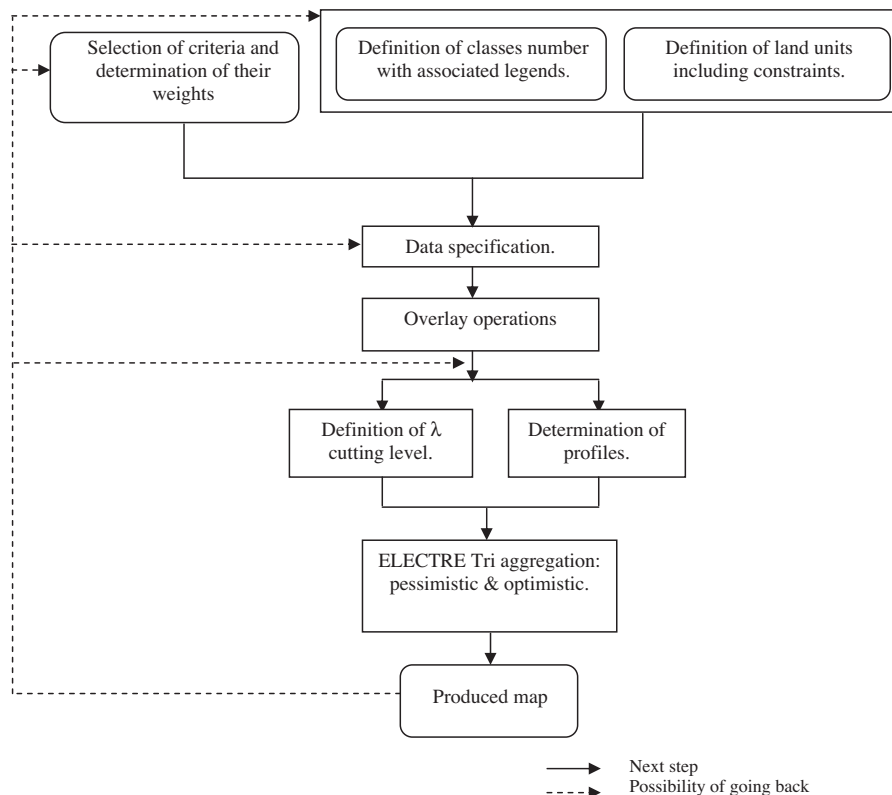 Selection of criteria and
determination of their
weights
Definition of classes number
with associated legends.
Definition of land units
including constraints.
Data specification.
Overlay operations
Definition of λ
cutting level.
Determination of
profiles.
ELECTRE Tri aggregation:
pessimistic & optimistic.
Produced map
Next step
Possibility of going back